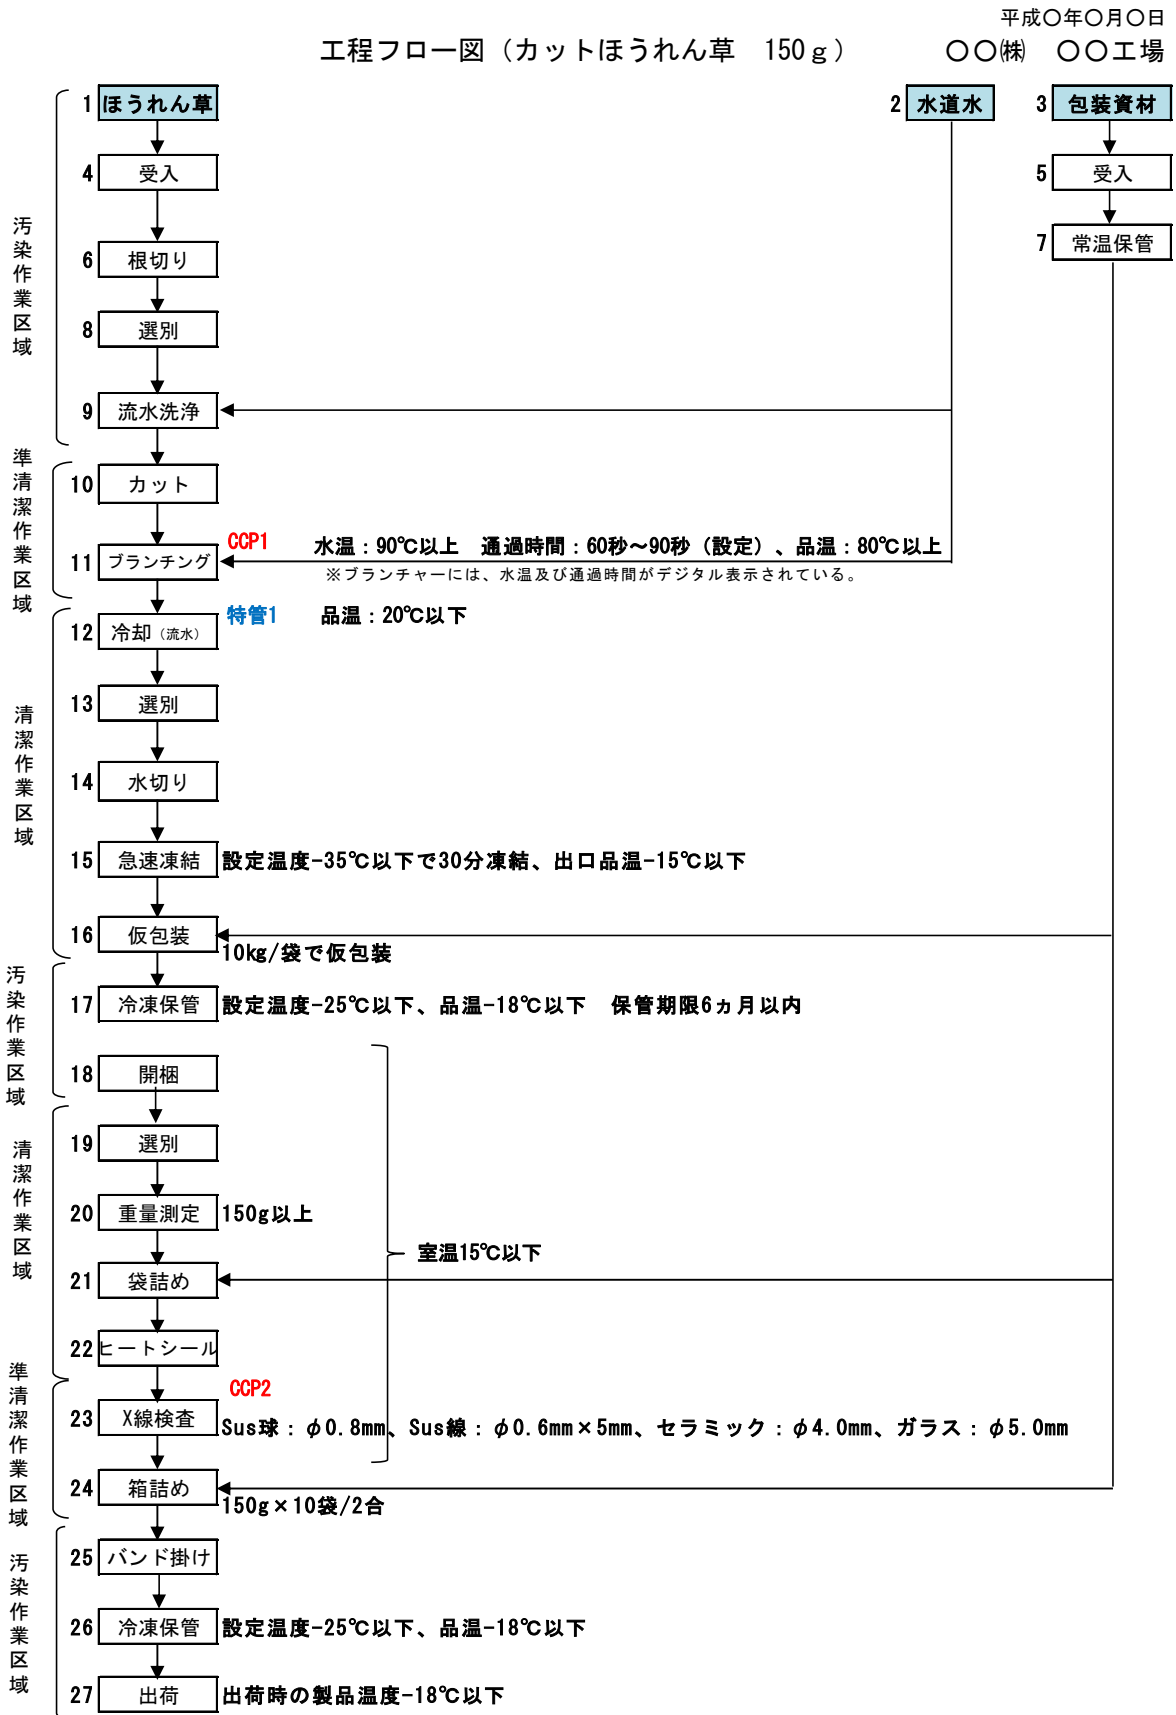 平成〇年〇月〇日
工程フロー図（カットほうれん草　150ｇ）　〇〇㈱　〇〇工場
1 ほうれん草
2 水道水
3 包装資材
4 受入
5 受入
汚染作業区域
6 根切り
7 常温保管
8 選別
9 流水洗浄
準清潔作業区域
10 カット
11 ブランチング
CCP1
水温：90℃以上　通過時間：60秒～90秒（設定）、品温：80℃以上
※ブランチャーには、水温及び通過時間がデジタル表示されている。
清潔作業区域
12 冷却（流水）
特管1　品温：20℃以下
13 選別
14 水切り
15 急速凍結 設定温度-35℃以下で30分凍結、出口品温-15℃以下
16 仮包装
10kg/袋で仮包装
汚染作業区域
17 冷凍保管 設定温度-25℃以下、品温-18℃以下　保管期限6ヵ月以内
18 開梱
清潔作業区域
19 選別
20 重量測定 150g以上
室温15℃以下
21 袋詰め
22 ヒートシール
準清潔作業区域
CCP2
23 X線検査
Sus球：φ0.8mm、Sus線：φ0.6mm×5mm、セラミック：φ4.0mm、ガラス：φ5.0mm
24 箱詰め
150g×10袋/2合
汚染作業区域
25 バンド掛け
26 冷凍保管 設定温度-25℃以下、品温-18℃以下
27 出荷 出荷時の製品温度-18℃以下